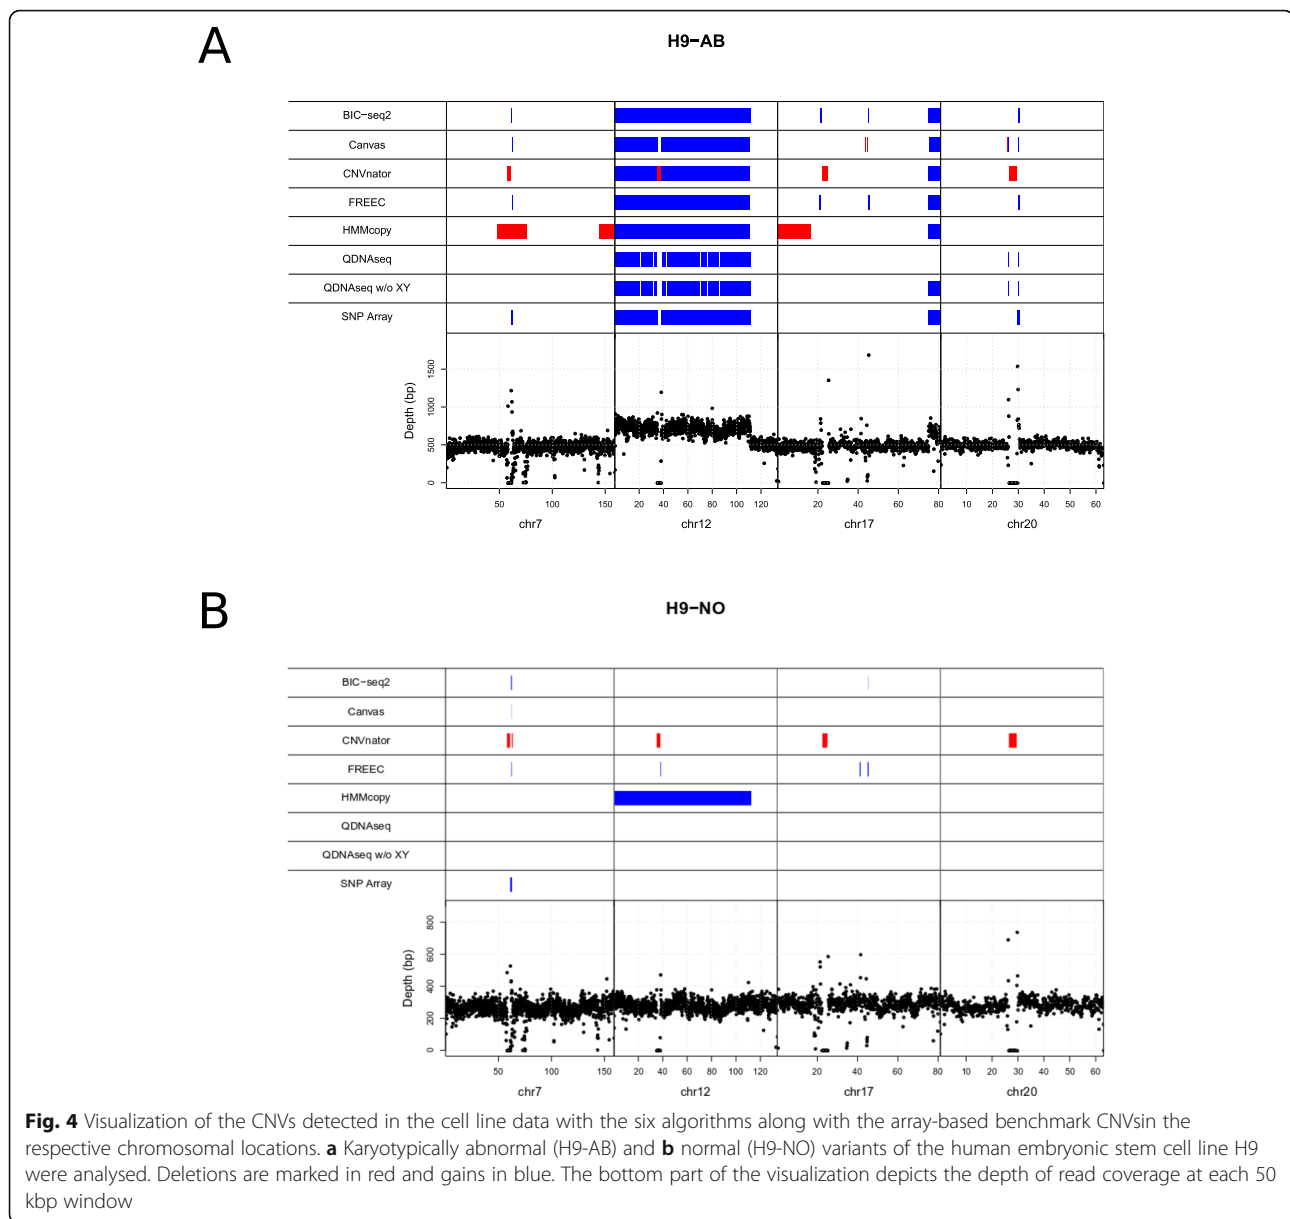 A
H9−AB
BIC−seq2
Canvas
CNVnator
FREEC
HMMcopy
QDNAseq
QDNAseq w/o XY
SNP Array
Depth (bp)
1500
1000
500
0
50 100 150 20 40 60 80 100 120 20 40 60 80 10 20 30 40 50 60
chr7 chr12 chr17 chr20
B
H9−NO
BIC−seq2
Canvas
CNVnator
FREEC
HMMcopy
QDNAseq
QDNAseq w/o XY
SNP Array
Depth (bp)
800
600
400
200
0
50 100 150 20 40 60 80 100 120 20 40 60 80 10 20 30 40 50 60
chr7 chr12 chr17 chr20
Fig. 4 Visualization of the CNVs detected in the cell line data with the six algorithms along with the array-based benchmark CNVsin the
respective chromosomal locations. a Karyotypically abnormal (H9-AB) and b normal (H9-NO) variants of the human embryonic stem cell line H9
were analysed. Deletions are marked in red and gains in blue. The bottom part of the visualization depicts the depth of read coverage at each 50
kbp window